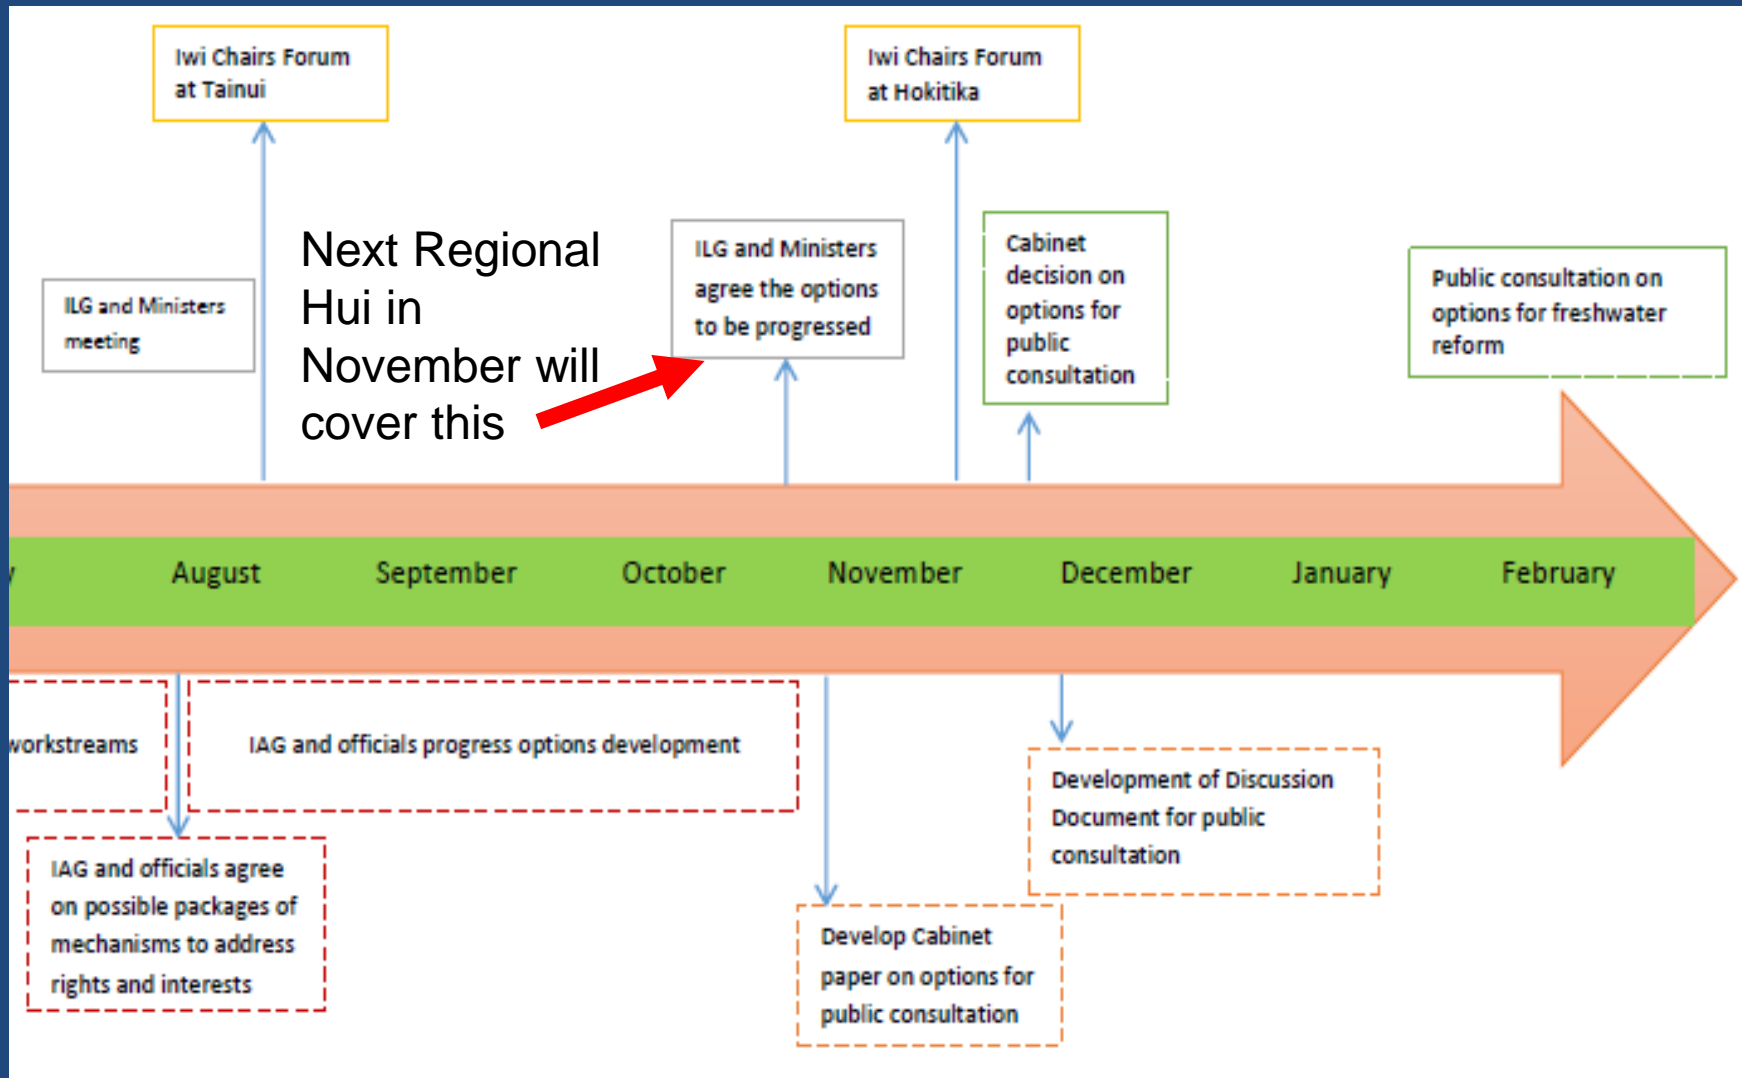 Iwi Chairs Forum
at Tainui
Iwi Chairs Forum
at Hokitika
ILG and Ministers
meeting
Next Regional
Hui in
November will
cover this
ILG and Ministers
agree the options
to be progressed
Cabinet
decision on
options for
public
consultation
Public consultation on
options for freshwater
reform
August
September
October
November
December
January
February
workstreams
IAG and officials progress options development
IAG and officials agree
on possible packages of
mechanisms to address
rights and interests
Development of Discussion
Document for public
consultation
Develop Cabinet
paper on options for
public consultation